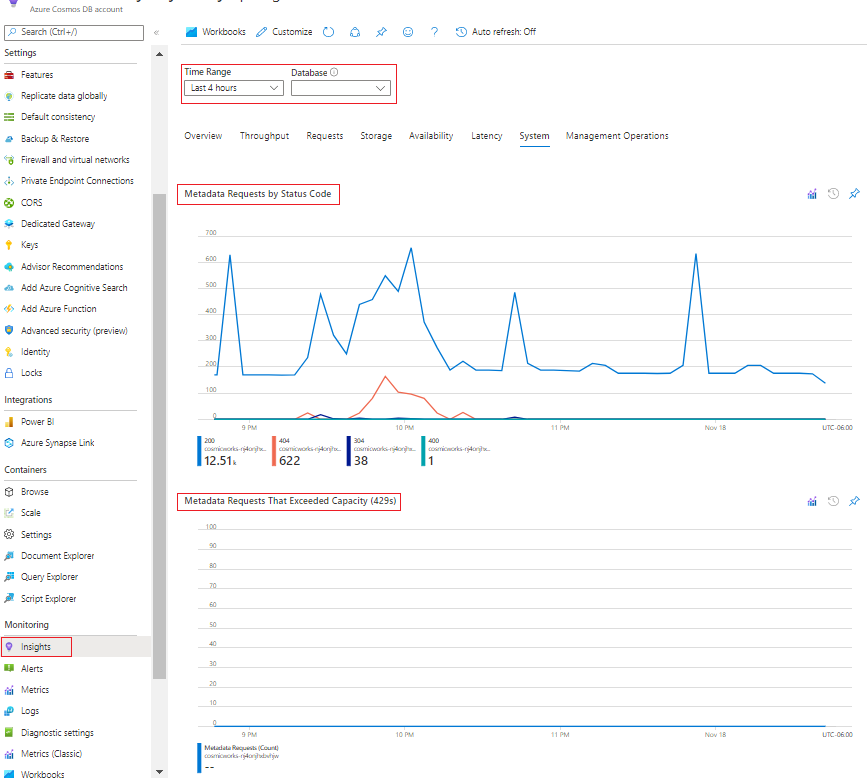 Azure Cosmos DB account
Search (Ctrl+/)
«
Workbooks
Customize
?
Auto refresh: Off
Settings
Features
Replicate data globally
Default consistency
Backup & Restore
Firewall and virtual networks
Private Endpoint Connections
CORS
Dedicated Gateway
Keys
Advisor Recommendations
Add Azure Cognitive Search
Add Azure Function
Advanced security (preview)
Identity
Locks
Integrations
Power BI
Azure Synapse Link
Containers
Browse
Scale
Settings
Document Explorer
Query Explorer
Script Explorer
Monitoring
Insights
Alerts
Metrics
Logs
Diagnostic settings
Metrics (Classic)
Workbooks
Time Range
Last 4 hours
Database
Overview
Throughput
Requests
Storage
Availability
Latency
System
Management Operations
Metadata Requests by Status Code
700
600
500
400
300
200
100
0
9 PM
10 PM
11 PM
Nov 18
UTC-06:00
200
cosmicworks-nj4onjhx...
12.51k
404
cosmicworks-nj4onjhx...
622
304
cosmicworks-nj4onjhx...
38
400
cosmicworks-nj4onjhx...
1
Metadata Requests That Exceeded Capacity (429s)
100
90
80
70
60
50
40
30
20
10
0
9 PM
10 PM
11 PM
Nov 18
UTC-06:00
Metadata Requests (Count)
--